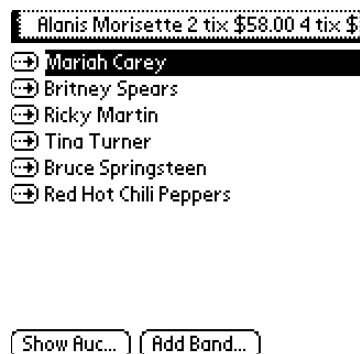 Alanis Morisette 2 tix $58.00 4 tix $
Mariah Carey
Britney Spears
Ricky Martin
Tina Turner
Bruce Springsteen
Red Hot Chili Peppers
Show Auc... Add Band...